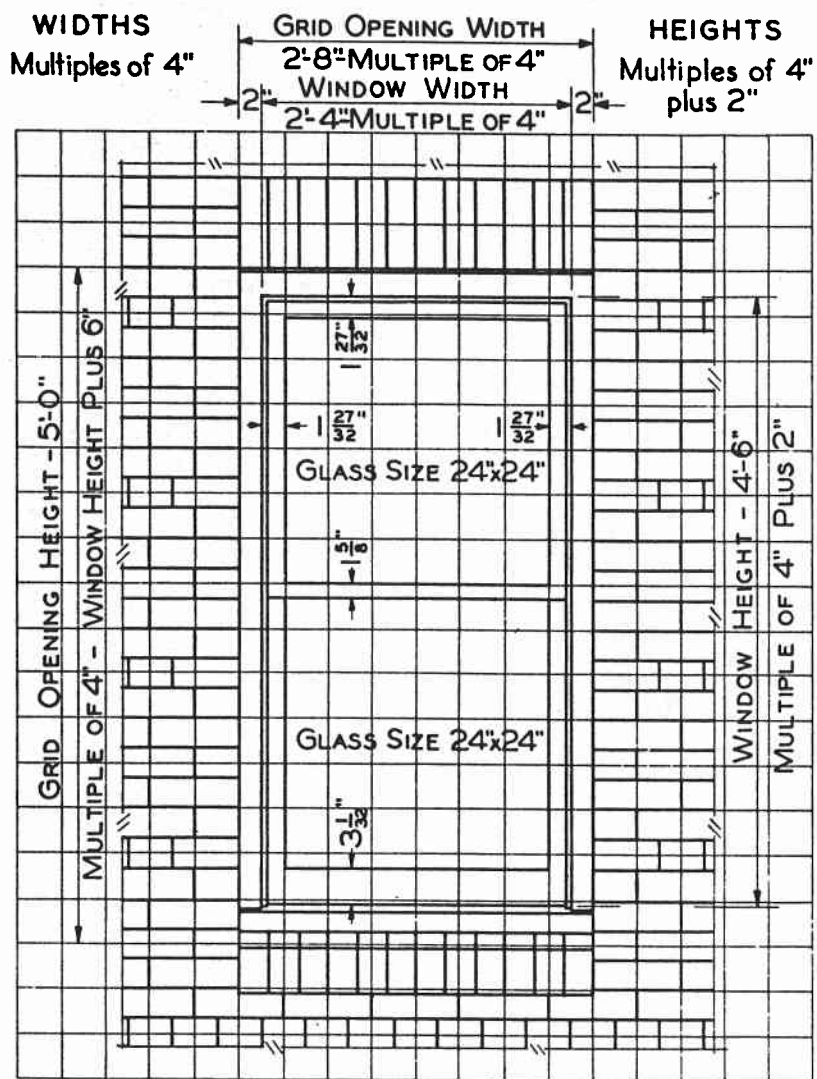 WIDTHS
Multiples of 4"
GRID OPENING WIDTH
2'-8"-MULTIPLE OF 4"
HEIGHTS
Multiples of 4"
plus 2"
2"
WINDOW WIDTH
2'-4"-MULTIPLE OF 4"
2"
GRID OPENING HEIGHT - 5'-0"
MULTIPLE OF 4" - WINDOW HEIGHT PLUS 6"
1 27/32"
1 27/32"
1 27/32"
GLASS SIZE 24"x24"
1 5/8"
GLASS SIZE 24"x24"
3 1/32"
WINDOW HEIGHT - 4'-6"
MULTIPLE OF 4" PLUS 2"